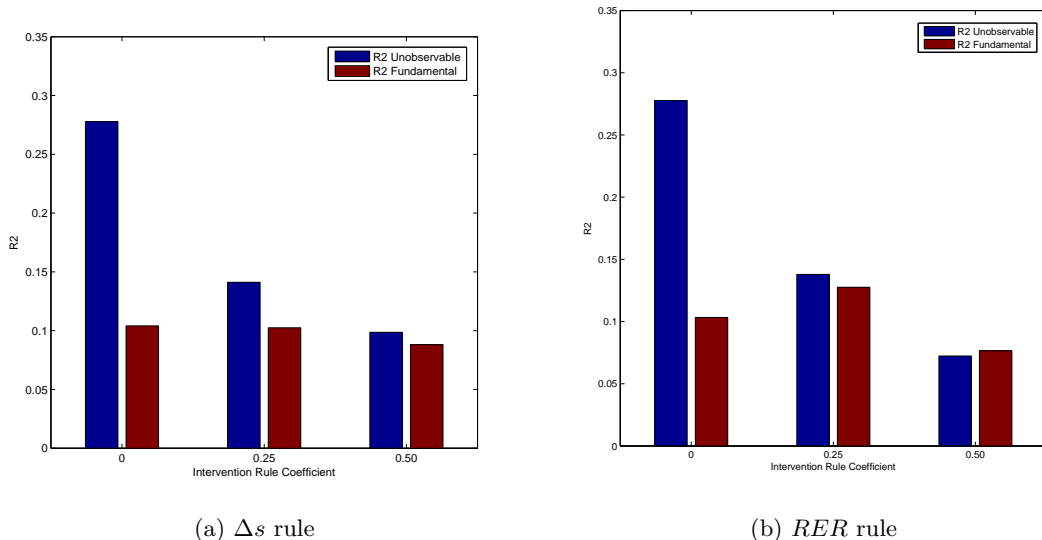 0.35
0.3
0.25
0.2
0.15
0.1
0.05
0
R2
R2 Unobservable
R2 Fundamental
0 0.25 0.50
Intervention Rule Coefficient
(a) Δs rule
0.35
0.3
0.25
0.2
0.15
0.1
0.05
0
R2
R2 Unobservable
R2 Fundamental
0 0.25 0.50
Intervention Rule Coefficient
(b) RER rule